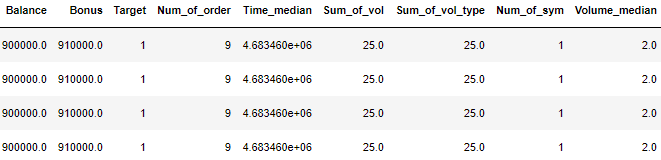 Balance Bonus Target Num_of_order Time_median Sum_of_vol Sum_of_vol_type Num_of_sym Volume_median
900000.0 910000.0 1 9 4.683460e+06 25.0 25.0 1 2.0
900000.0 910000.0 1 9 4.683460e+06 25.0 25.0 1 2.0
900000.0 910000.0 1 9 4.683460e+06 25.0 25.0 1 2.0
900000.0 910000.0 1 9 4.683460e+06 25.0 25.0 1 2.0